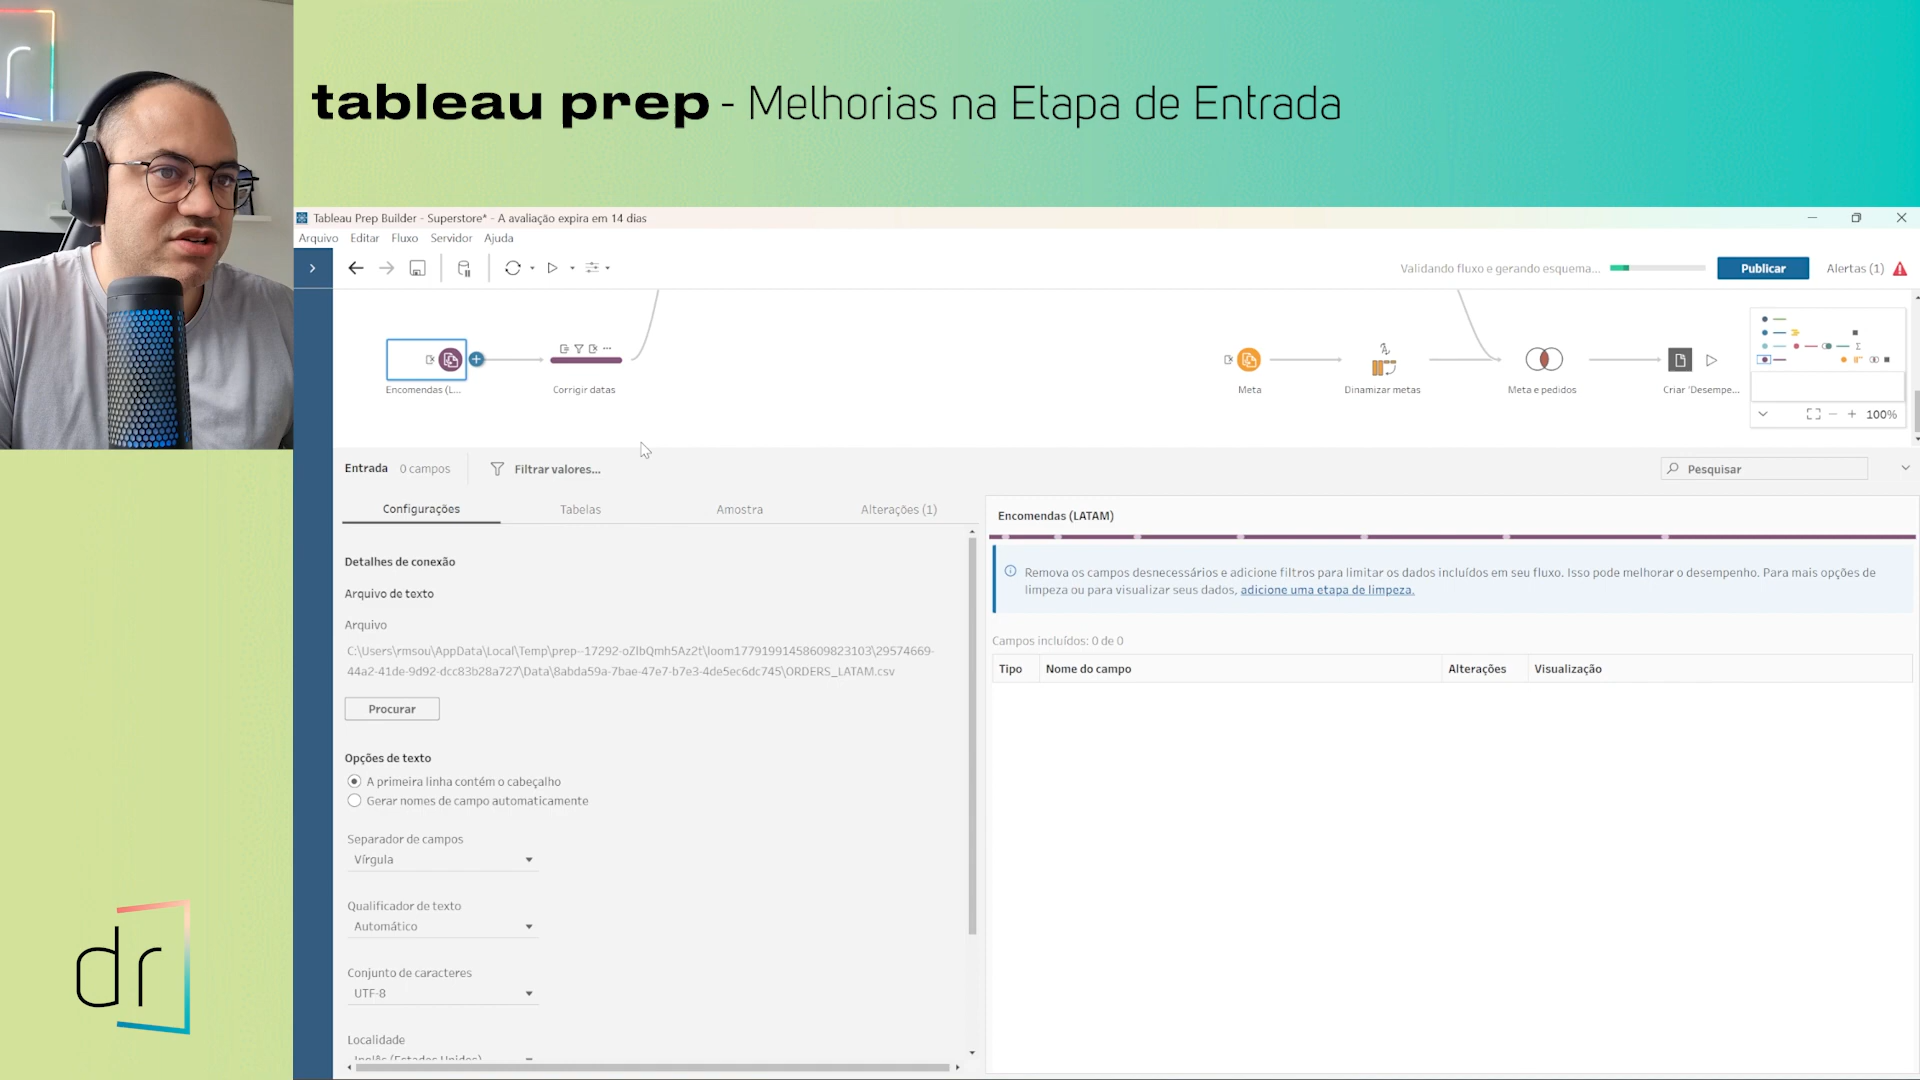 tableau prep - Melhorias na Etapa de Entrada
Tableau Prep Builder - Superstore* - A avaliação expira em 14 dias
Arquivo Editar Fluxo Servidor Ajuda
Validando fluxo e gerando esquema...
Publicar
Alertas (1)
Encomendas (L...
Corrigir datas
Meta
Dinamizar metas
Meta e pedidos
Criar 'Desempe...
100%
Entrada 0 campos
Filtrar valores...
Pesquisar
Configurações
Tabelas
Amostra
Alterações (1)
Detalhes de conexão
Arquivo de texto
Arquivo
C:\Users\rmsou\AppData\Local\Temp\prep--17292-oZlbQmh5Az2t\loom17791991458609823103\29574669-
44a2-41de-9d92-dcc83b28a727\Data\8abda59a-7bae-47e7-b7e3-4de5ec6dc745\ORDERS_LATAM.csv
Procurar
Opções de texto
A primeira linha contém o cabeçalho
Gerar nomes de campo automaticamente
Separador de campos
Vírgula
Qualificador de texto
Automático
Conjunto de caracteres
UTF-8
Localidade
Inglês (Estados Unidos)
Encomendas (LATAM)
Remova os campos desnecessários e adicione filtros para limitar os dados incluídos em seu fluxo. Isso pode melhorar o desempenho. Para mais opções de
limpeza ou para visualizar seus dados, adicione uma etapa de limpeza.
Campos incluídos: 0 de 0
Tipo
Nome do campo
Alterações
Visualização
dr
r